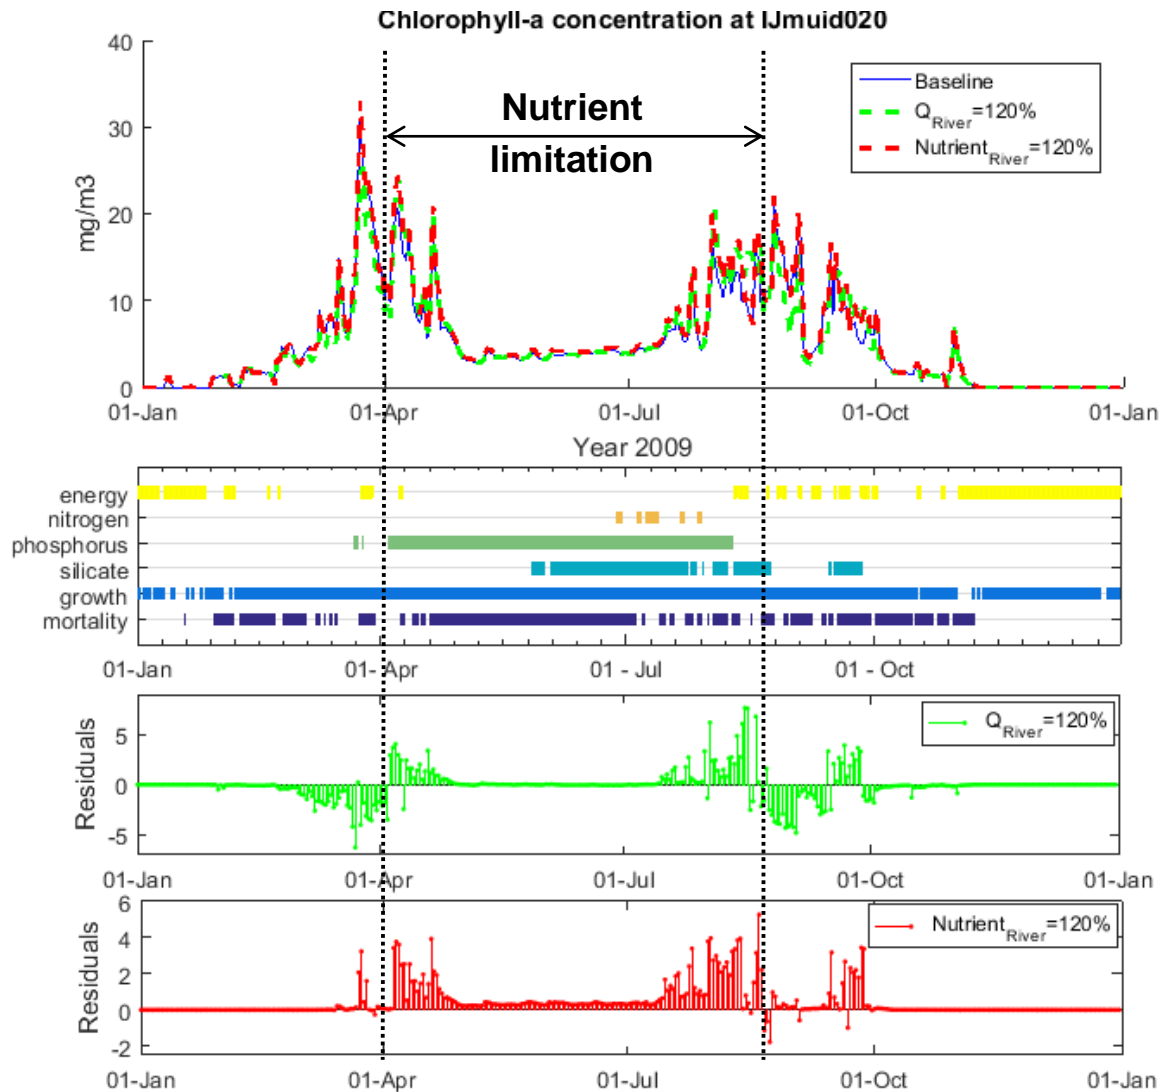 Chlorophyll-a concentration at IJmuid020
40
30
20
10
0
mg/m3
Nutrient
limitation
Baseline
QRiver=120%
NutrientRiver=120%
01-Jan 01-Apr 01-Jul 01-Oct 01-Jan
Year 2009
energy
nitrogen
phosphorus
silicate
growth
mortality
01-Jan 01-Apr 01 - Jul 01 - Oct
Residuals
5
0
-5
QRiver=120%
01-Jan 01-Apr 01-Jul 01-Oct 01-Jan
Residuals
6
4
2
0
-2
NutrientRiver=120%
01-Jan 01-Apr 01-Jul 01-Oct 01-Jan